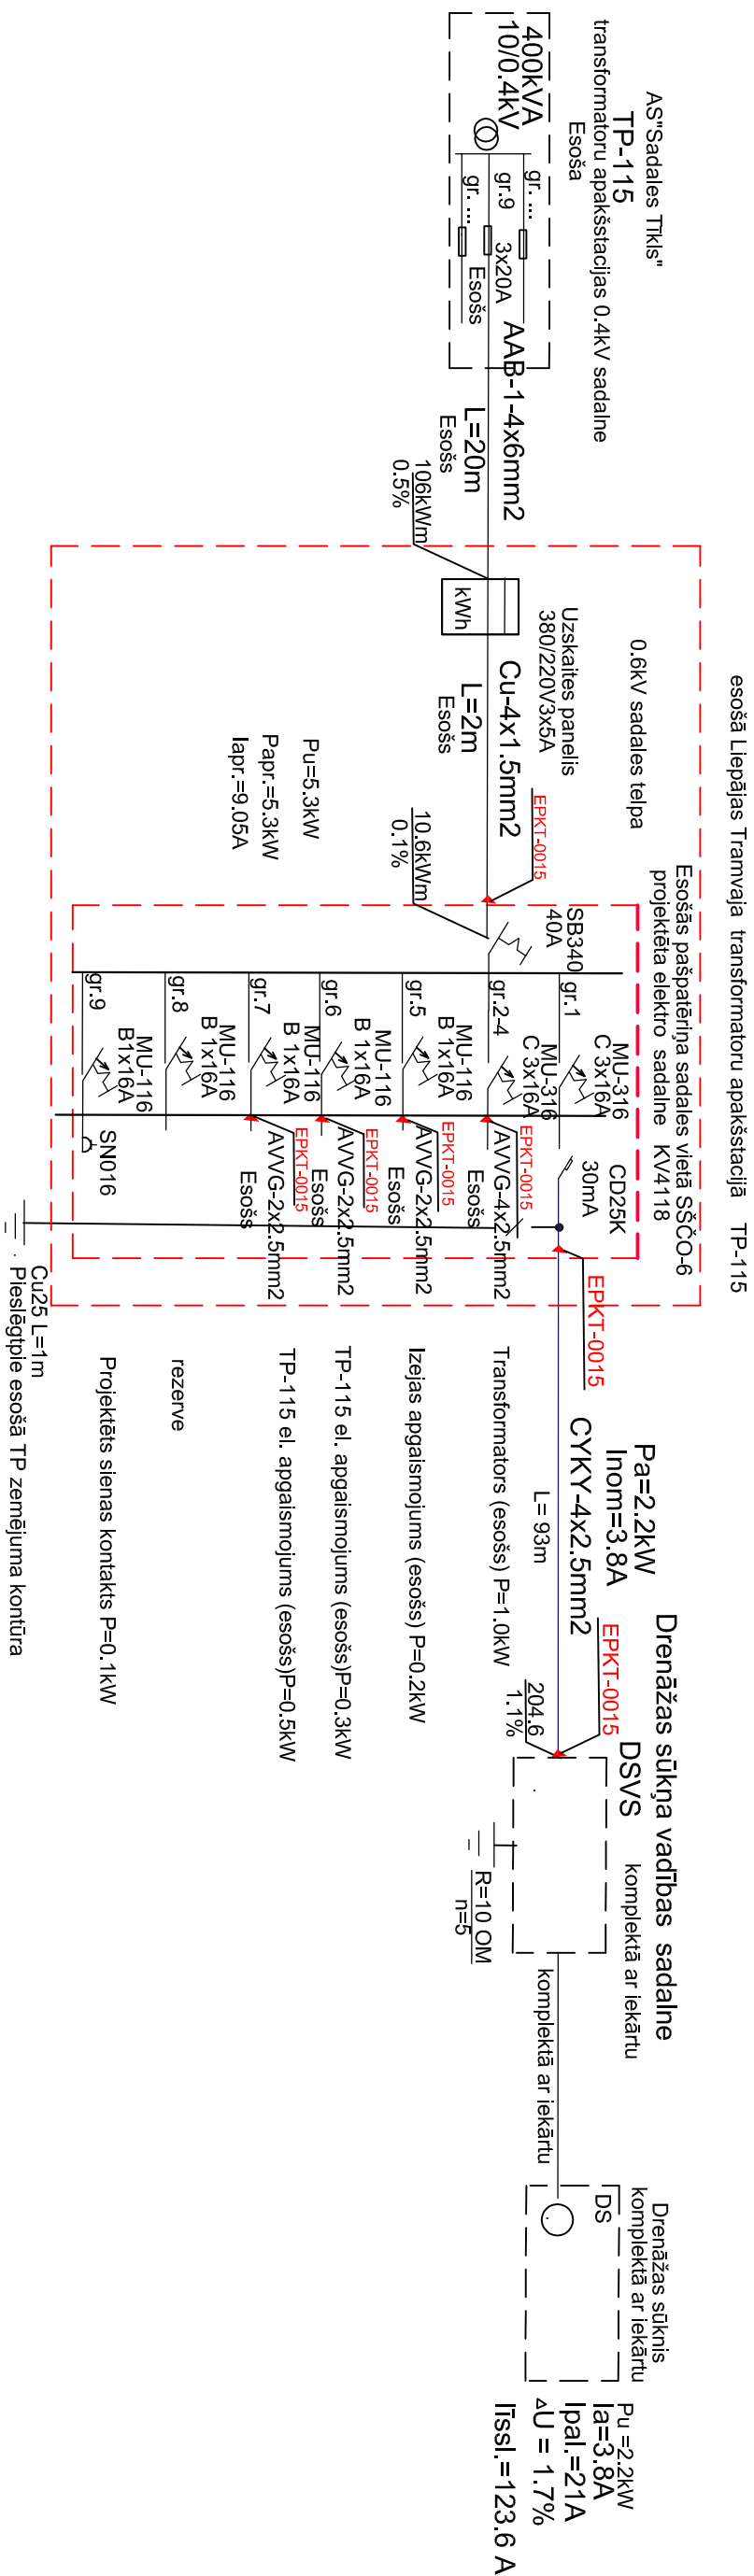 esošā Liepājas Tramvaja transformatoru apakšstacijā TP-115
AS"Sadales Tīkls"
TP-115
transformatoru apakšstacijas 0.4kV sadalne
Esoša
400kVA
10/0.4kV
gr. ...
gr.9
gr. ...
3x20A
Esošs
AAB-1-4x6mm2
L=20m
Esošs
106kWm
0.5%
0.6kV sadales telpa
Uzskaites panelis
380/220V3x5A
kWh
Cu-4x1.5mm2
L=2m
Esošs
EPKT-0015
10.6kWm
0.1%
Pu=5.3kW
Papr.=5.3kW
Iapr.=9.05A
Esošās pašpatēriņa sadales vietā SŠČO-6
projektēta elektro sadalne KV4118
SB340
40A
gr.1
MU-316
C 3x16A
CD25K
30mA
EPKT-0015
gr.2-4
MU-316
C 3x16A
EPKT-0015
AVVG-4x2.5mm2
Esošs
Transformators (esošs) P=1.0kW
gr.5
MU-116
B 1x16A
EPKT-0015
AVVG-2x2.5mm2
Esošs
Izejas apgaismojums (esošs) P=0.2kW
gr.6
MU-116
B 1x16A
EPKT-0015
AVVG-2x2.5mm2
Esošs
TP-115 el. apgaismojums (esošs)P=0.3kW
gr.7
MU-116
B 1x16A
EPKT-0015
AVVG-2x2.5mm2
Esošs
TP-115 el. apgaismojums (esošs)P=0.5kW
gr.8
MU-116
B 1x16A
rezerve
gr.9
MU-116
B 1x16A
SN016
Projektēts sienas kontakts P=0.1kW
Cu25 L=1m
Pieslēgtpie esošā TP zemējuma kontūra
Pa=2.2kW
Inom=3.8A
CYKY-4x2.5mm2
L= 93m
EPKT-0015
204.6
1.1%
Drenāžas sūkņa vadības sadalne
DSVS
komplektā ar iekārtu
R=10 OM
n=5
komplektā ar iekārtu
Drenāžas sūknis
komplektā ar iekārtu
DS
Pu =2.2kW
Ia=3.8A
Ipal.=21A
∆U = 1.7%
Iīssl.=123.6 A